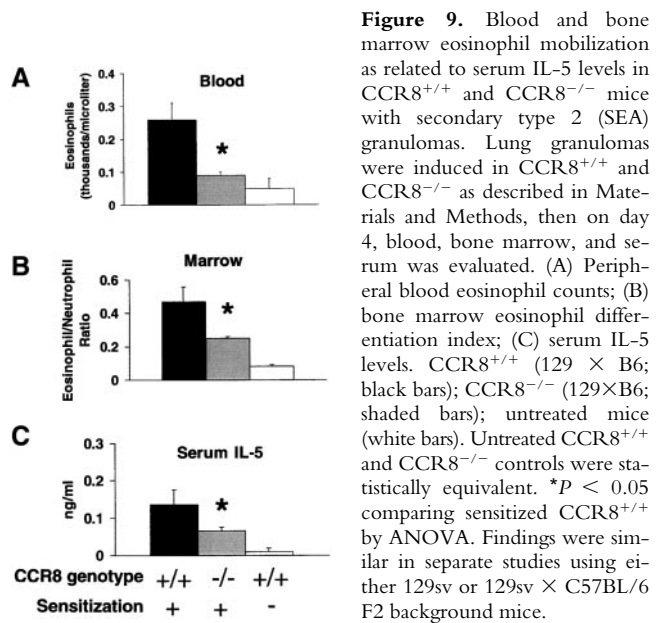 A
Blood
Eosinophils
(thousands/microliter)
0.4
0.3
0.2
0.1
0
*
B
Marrow
Eosinophil/Neutrophil
Ratio
0.6
0.4
0.2
0
*
C
Serum IL-5
ng/ml
0.3
0.2
0.1
0
*
CCR8 genotype +/+ -/- +/+
Sensitization + + -
Figure 9. Blood and bone
marrow eosinophil mobilization
as related to serum IL-5 levels in
CCR8+/+ and CCR8−/− mice
with secondary type 2 (SEA)
granulomas. Lung granulomas
were induced in CCR8+/+ and
CCR8−/− as described in Mate-
rials and Methods, then on day
4, blood, bone marrow, and se-
rum was evaluated. (A) Periph-
eral blood eosinophil counts; (B)
bone marrow eosinophil differ-
entiation index; (C) serum IL-5
levels. CCR8+/+ (129 × B6;
black bars); CCR8−/− (129×B6;
shaded bars); untreated mice
(white bars). Untreated CCR8+/+
and CCR8−/− controls were sta-
tistically equivalent. *P < 0.05
comparing sensitized CCR8+/+
by ANOVA. Findings were sim-
ilar in separate studies using ei-
ther 129sv or 129sv × C57BL/6
F2 background mice.